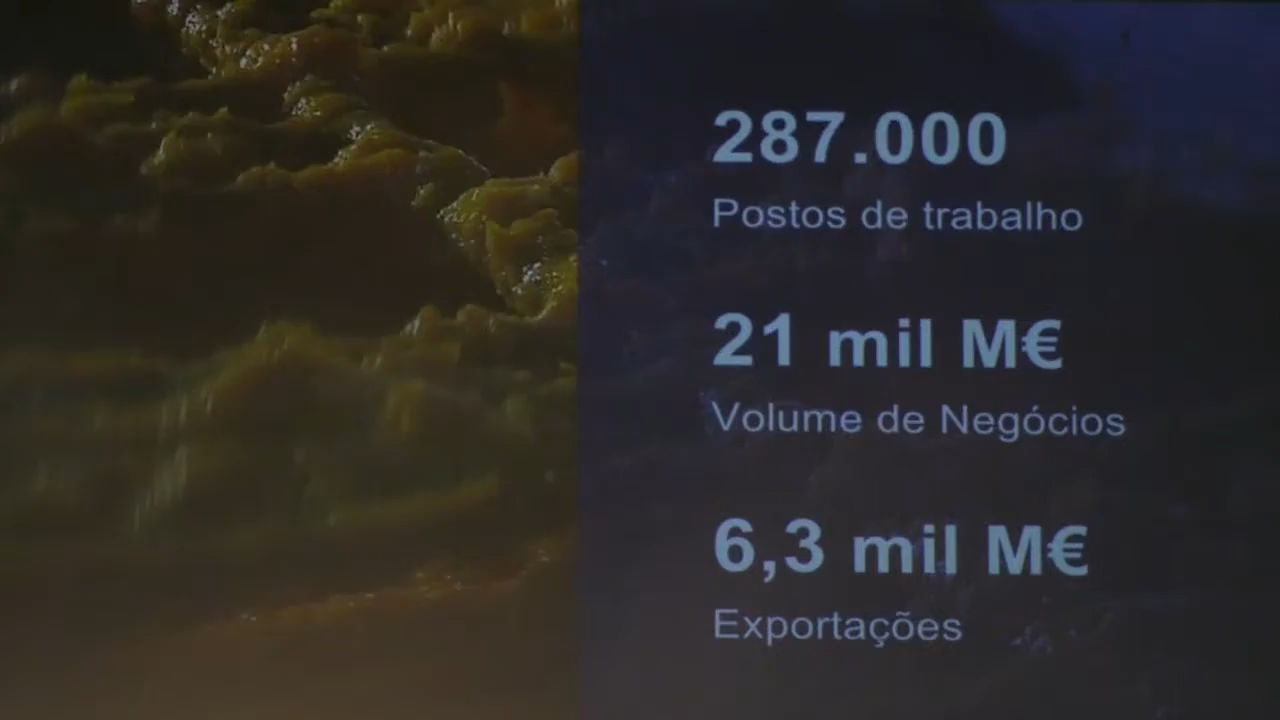 287.000
Postos de trabalho
21 mil M€
Volume de Negócios
6,3 mil M€
Exportações